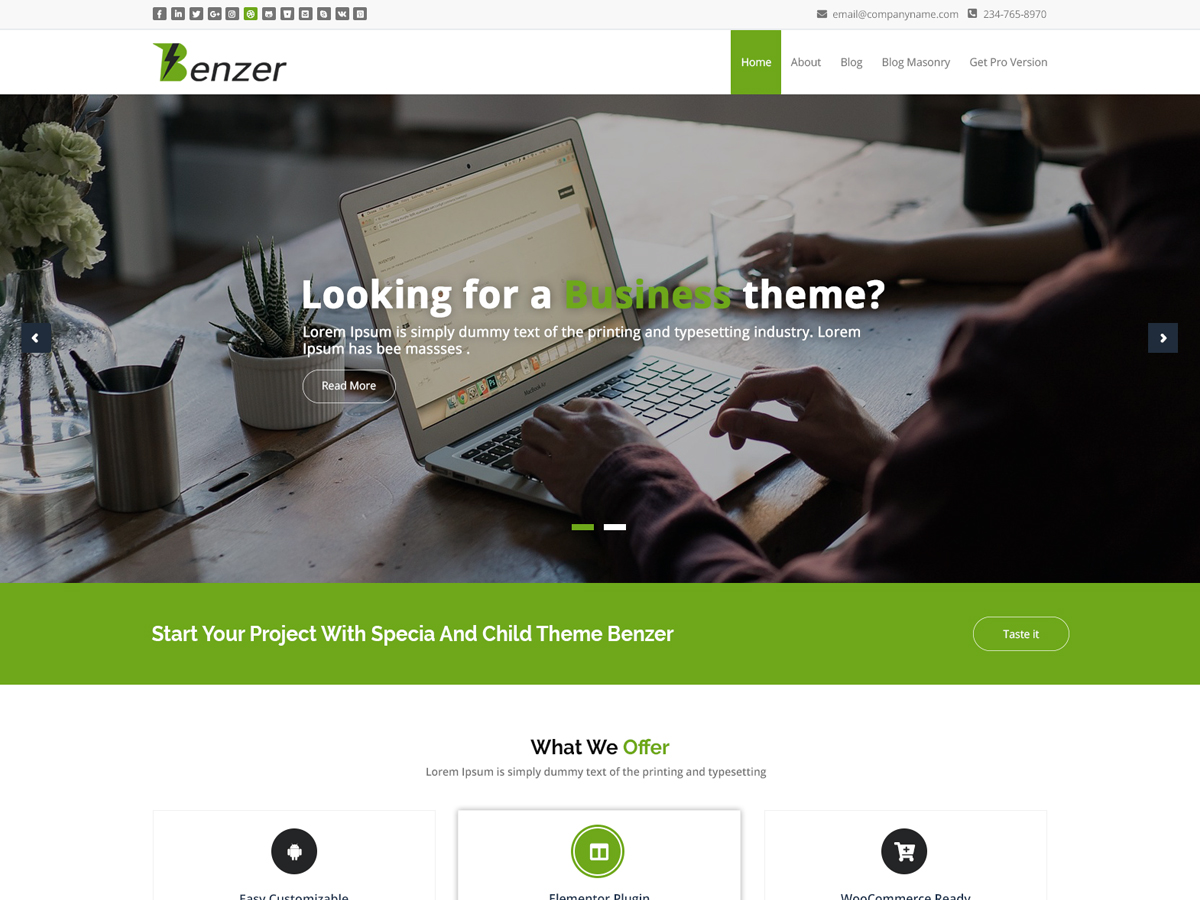 email@companyname.com 234-765-8970
Benzer
Home About Blog Blog Masonry Get Pro Version
Looking for a Business theme?
Lorem Ipsum is simply dummy text of the printing and typesetting industry. Lorem
Ipsum has bee massses .
Read More
MacBook Air
Start Your Project With Specia And Child Theme Benzer
Taste it
What We Offer
Lorem Ipsum is simply dummy text of the printing and typesetting
Easy Customizable Elementor Plugin WooCommerce Ready